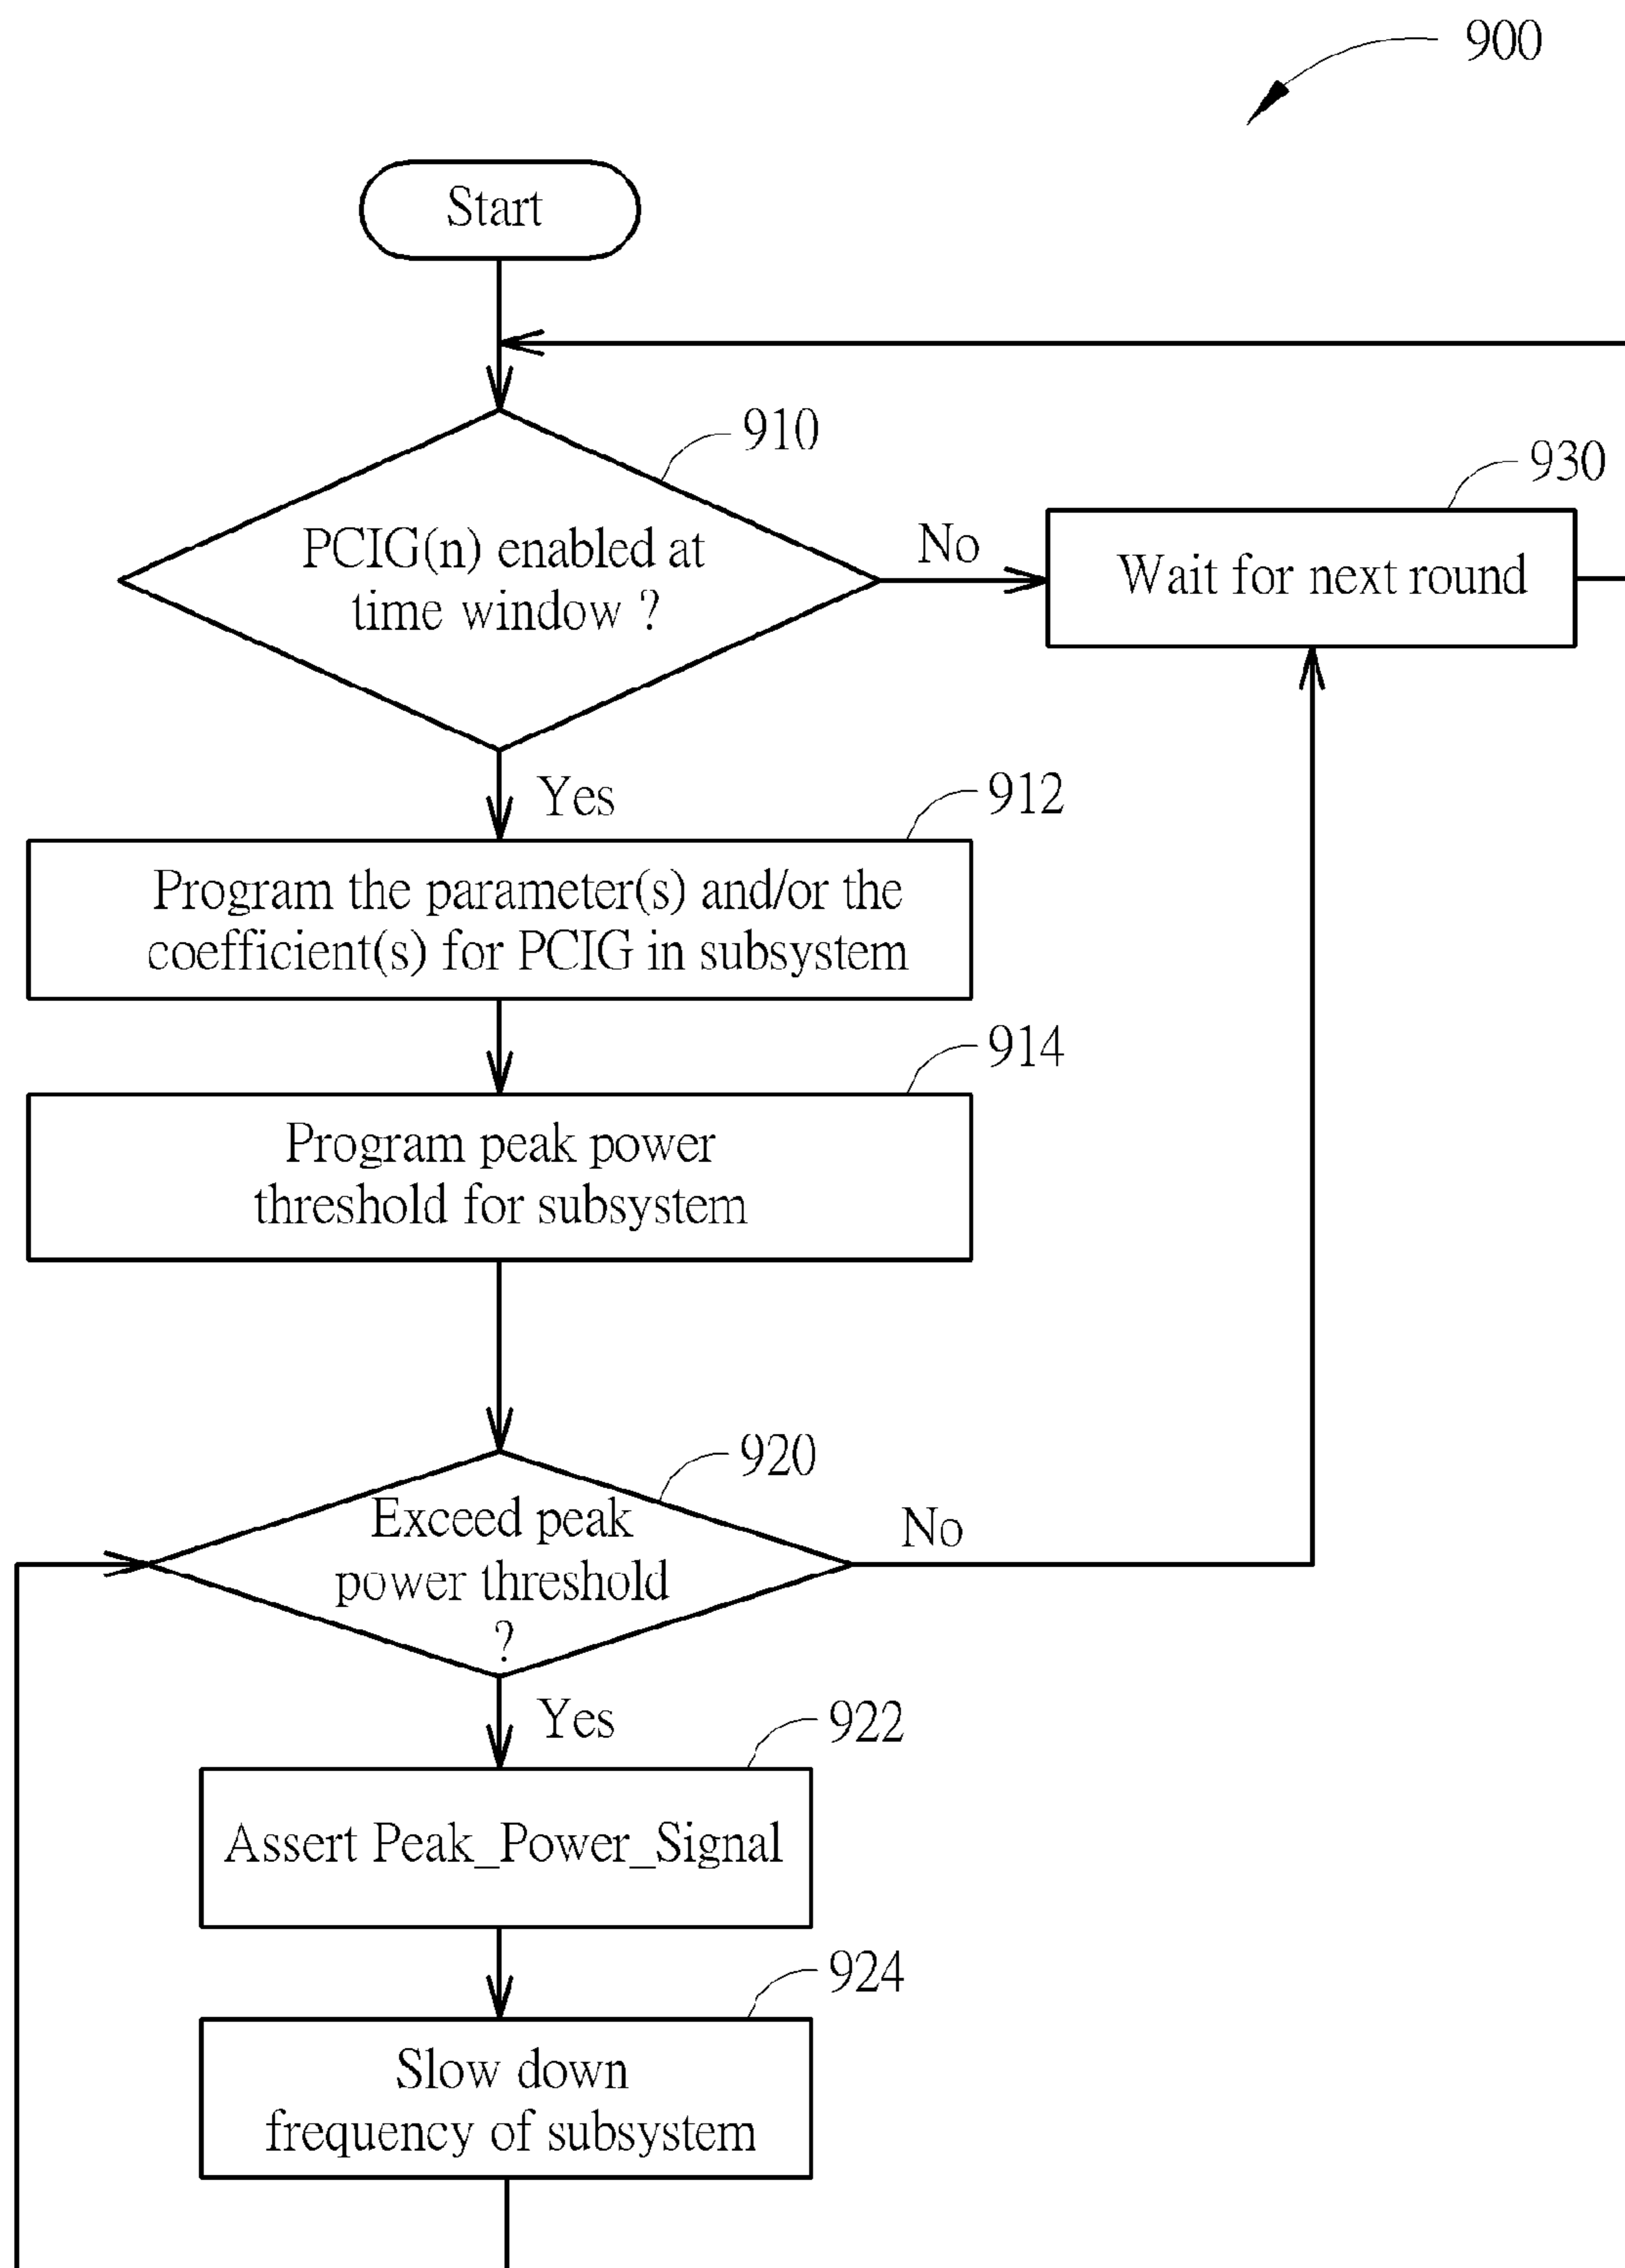 900
Start
910
PCIG(n) enabled at
time window ?
No
930
Wait for next round
Yes
912
Program the parameter(s) and/or the
coefficient(s) for PCIG in subsystem
914
Program peak power
threshold for subsystem
920
Exceed peak
power threshold
?
No
Yes
922
Assert Peak_Power_Signal
924
Slow down
frequency of subsystem